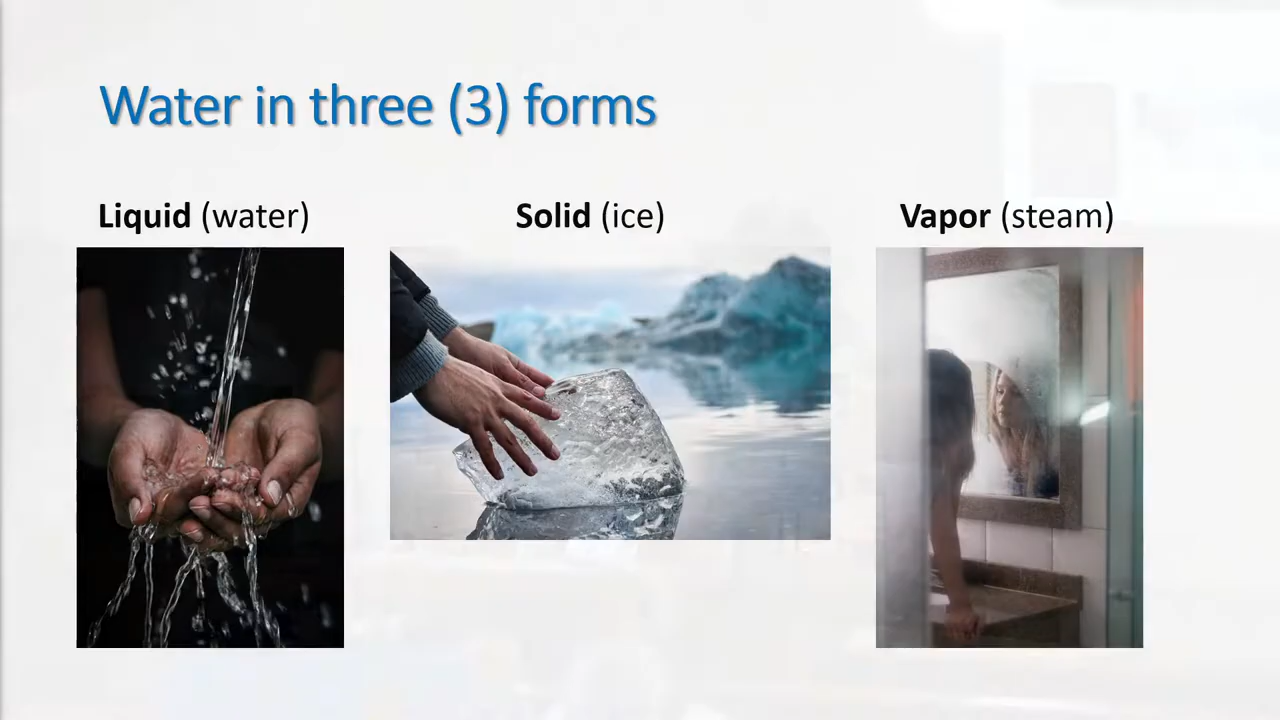 Water in three (3) forms
Liquid (water)
Solid (ice)
Vapor (steam)